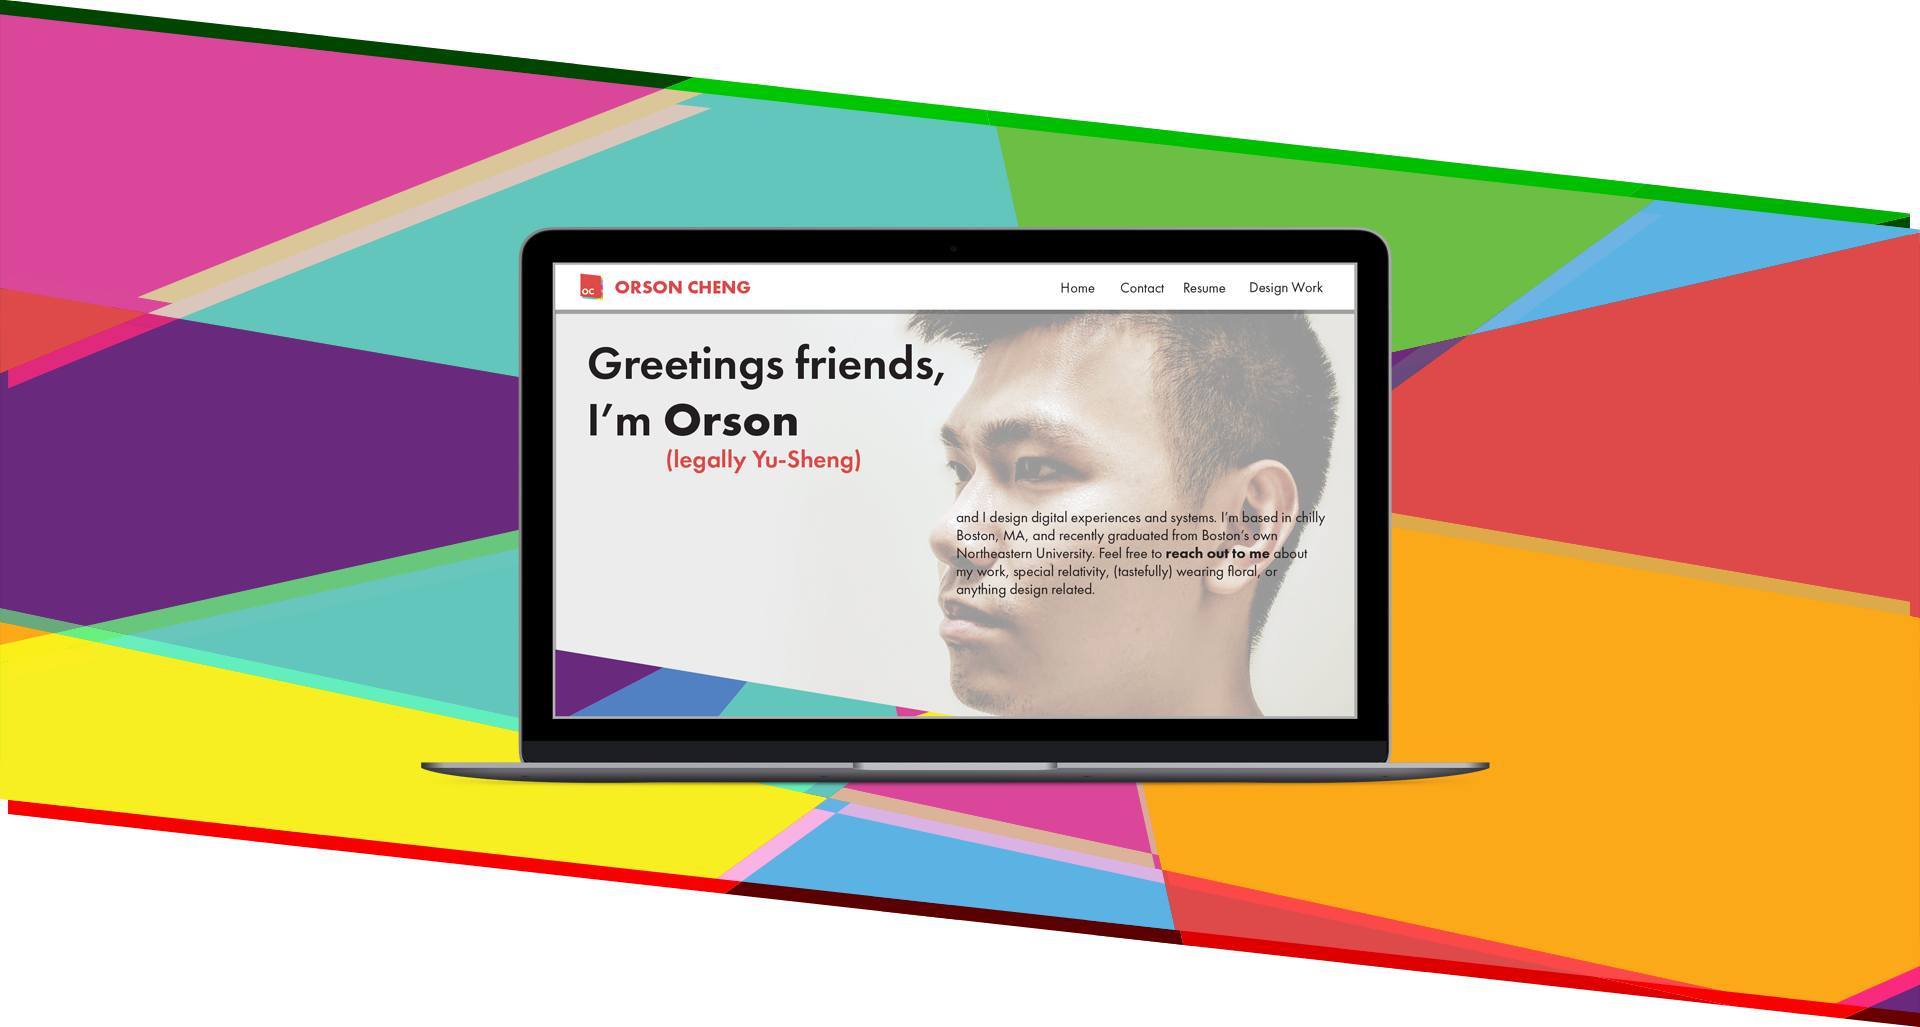 OC
ORSON CHENG
Home Contact Resume Design Work
Greetings friends,
I’m Orson
(legally Yu-Sheng)
and I design digital experiences and systems. I’m based in chilly
Boston, MA, and recently graduated from Boston’s own
Northeastern University. Feel free to reach out to me about
my work, special relativity, (tastefully) wearing floral, or
anything design related.